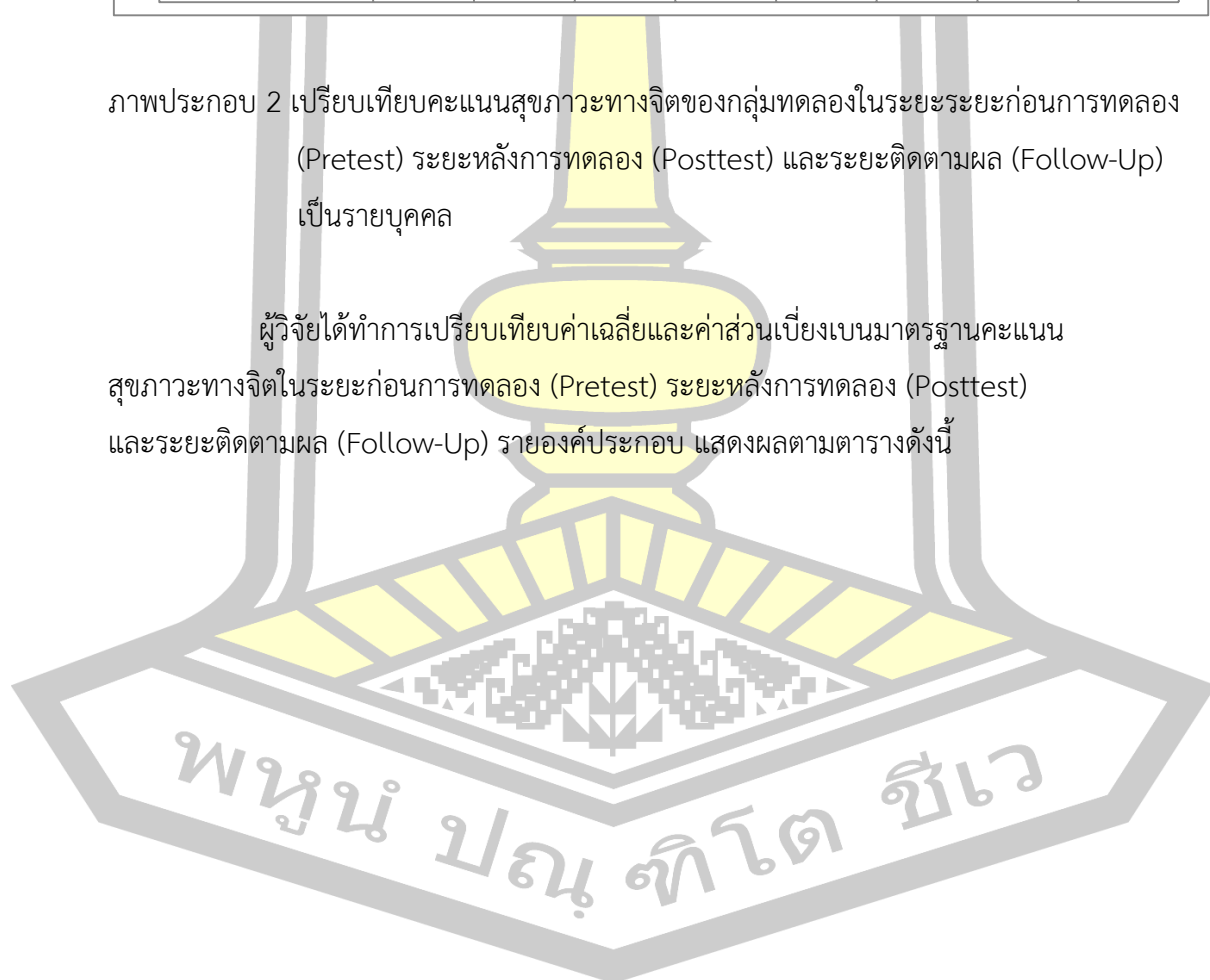 ภาพประกอบ 2 เปรียบเทียบคะแนนสุขภาวะทางจิตของกลุ่มทดลองในระยะระยะก่อนการทดลอง
(Pretest) ระยะหลังการทดลอง (Posttest) และระยะติดตามผล (Follow-Up)
เป็นรายบุคคล
ผู้วิจัยได้ทำการเปรียบเทียบค่าเฉลี่ยและค่าส่วนเบี่ยงเบนมาตรฐานคะแนน
สุขภาวะทางจิตในระยะก่อนการทดลอง (Pretest) ระยะหลังการทดลอง (Posttest)
และระยะติดตามผล (Follow-Up) รายองค์ประกอบ แสดงผลตามตารางดังนี้
พหูนํ ปณฺฑิโต ชีเว